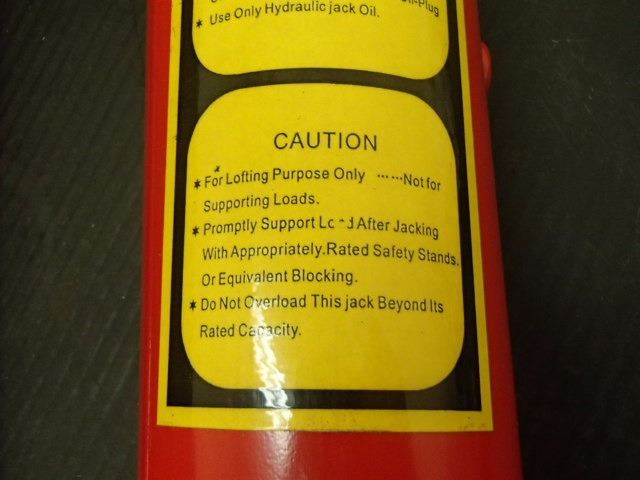 * Use Only Hydraulic jack Oil.
CAUTION
* For Lofting Purpose Only ......Not for
Supporting Loads.
* Promptly Support After Jacking
With Appropriately.Rated Safety Stands.
Or Equivalent Blocking.
* Do Not Overload This jack Beyond Its
Rated Capacity.